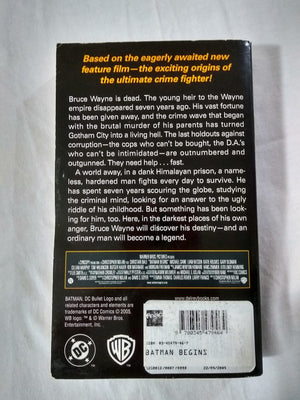 Based on the eagerly awaited new
feature film—the exciting origins of
the ultimate crime fighter!
Bruce Wayne is dead. The young heir to the Wayne
empire disappeared seven years ago. His vast fortune
has been given away, and the crime wave that began
with the brutal murder of his parents has turned
Gotham City into a living hell. The last holdouts against
corruption—the cops who can't be bought, the D.A.'s
who can't be intimidated—are outnumbered and
outgunned. They need help . . . fast.
A world away, in a dank Himalayan prison, a name-
less, hardened man fights every day to survive. He
has spent seven years scouring the globe, studying
the criminal mind, looking for an answer to the ugly
riddle of his childhood. But something has been look-
ing for him, too. Here, in the darkest places of his own
anger, Bruce Wayne will discover his destiny—and an
ordinary man will become a legend.
BATMAN BEGINS
BATMAN, DC Bullet Logo and all
related characters and elements are
trademarks of DC Comics © 2005.
WB logo ™ & © Warner Bros.
Entertainment, Inc.
www.delreybooks.com
DC
WB
9 780345 479464
BATMAN BEGINS